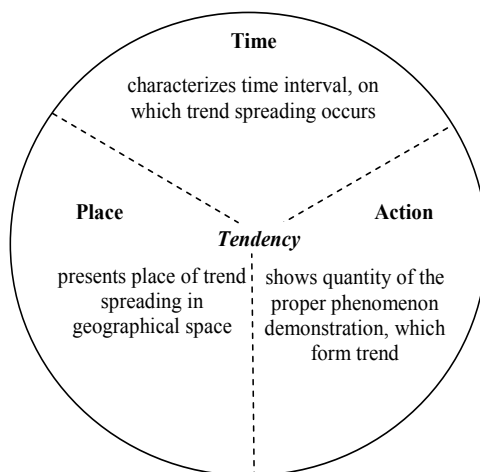 Time
characterizes time interval, on
which trend spreading occurs
Place
Action
Tendency
presents place of trend
spreading in
geographical space
shows quantity of the
proper phenomenon
demonstration, which
form trend